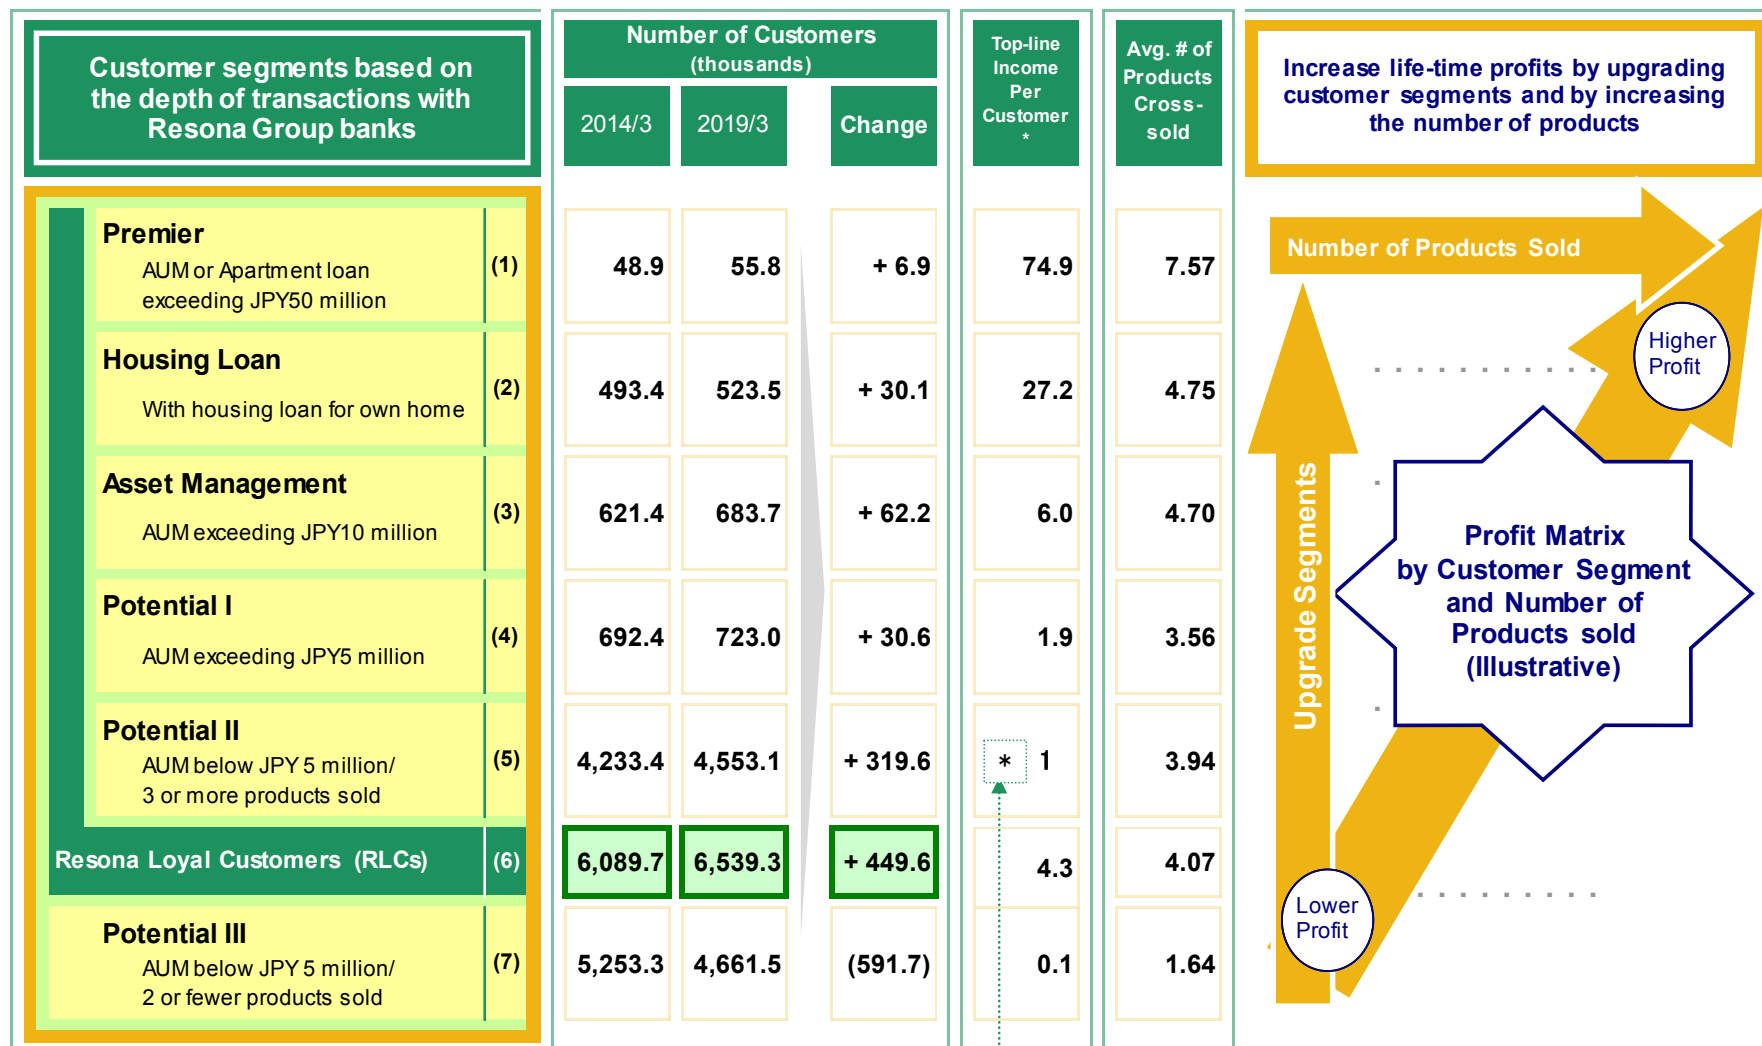 Customer segments based on
the depth of transactions with
Resona Group banks
Number of Customers
(thousands)
2014/3 2019/3 Change
Top-line
Income
Per
Customer
*
Avg. # of
Products
Cross-
sold
Increase life-time profits by upgrading
customer segments and by increasing
the number of products
Premier
AUM or Apartment loan
exceeding JPY50 million
(1) 48.9 55.8 + 6.9 74.9 7.57
Housing Loan
With housing loan for own home
(2) 493.4 523.5 + 30.1 27.2 4.75
Asset Management
AUM exceeding JPY10 million
(3) 621.4 683.7 + 62.2 6.0 4.70
Potential I
AUM exceeding JPY5 million
(4) 692.4 723.0 + 30.6 1.9 3.56
Potential II
AUM below JPY 5 million/
3 or more products sold
(5) 4,233.4 4,553.1 + 319.6 * 1 3.94
Resona Loyal Customers (RLCs) (6) 6,089.7 6,539.3 + 449.6 4.3 4.07
Potential III
AUM below JPY 5 million/
2 or fewer products sold
(7) 5,253.3 4,661.5 (591.7) 0.1 1.64
Number of Products Sold
Upgrade Segments
Higher
Profit
Profit Matrix
by Customer Segment
and Number of
Products sold
(Illustrative)
Lower
Profit